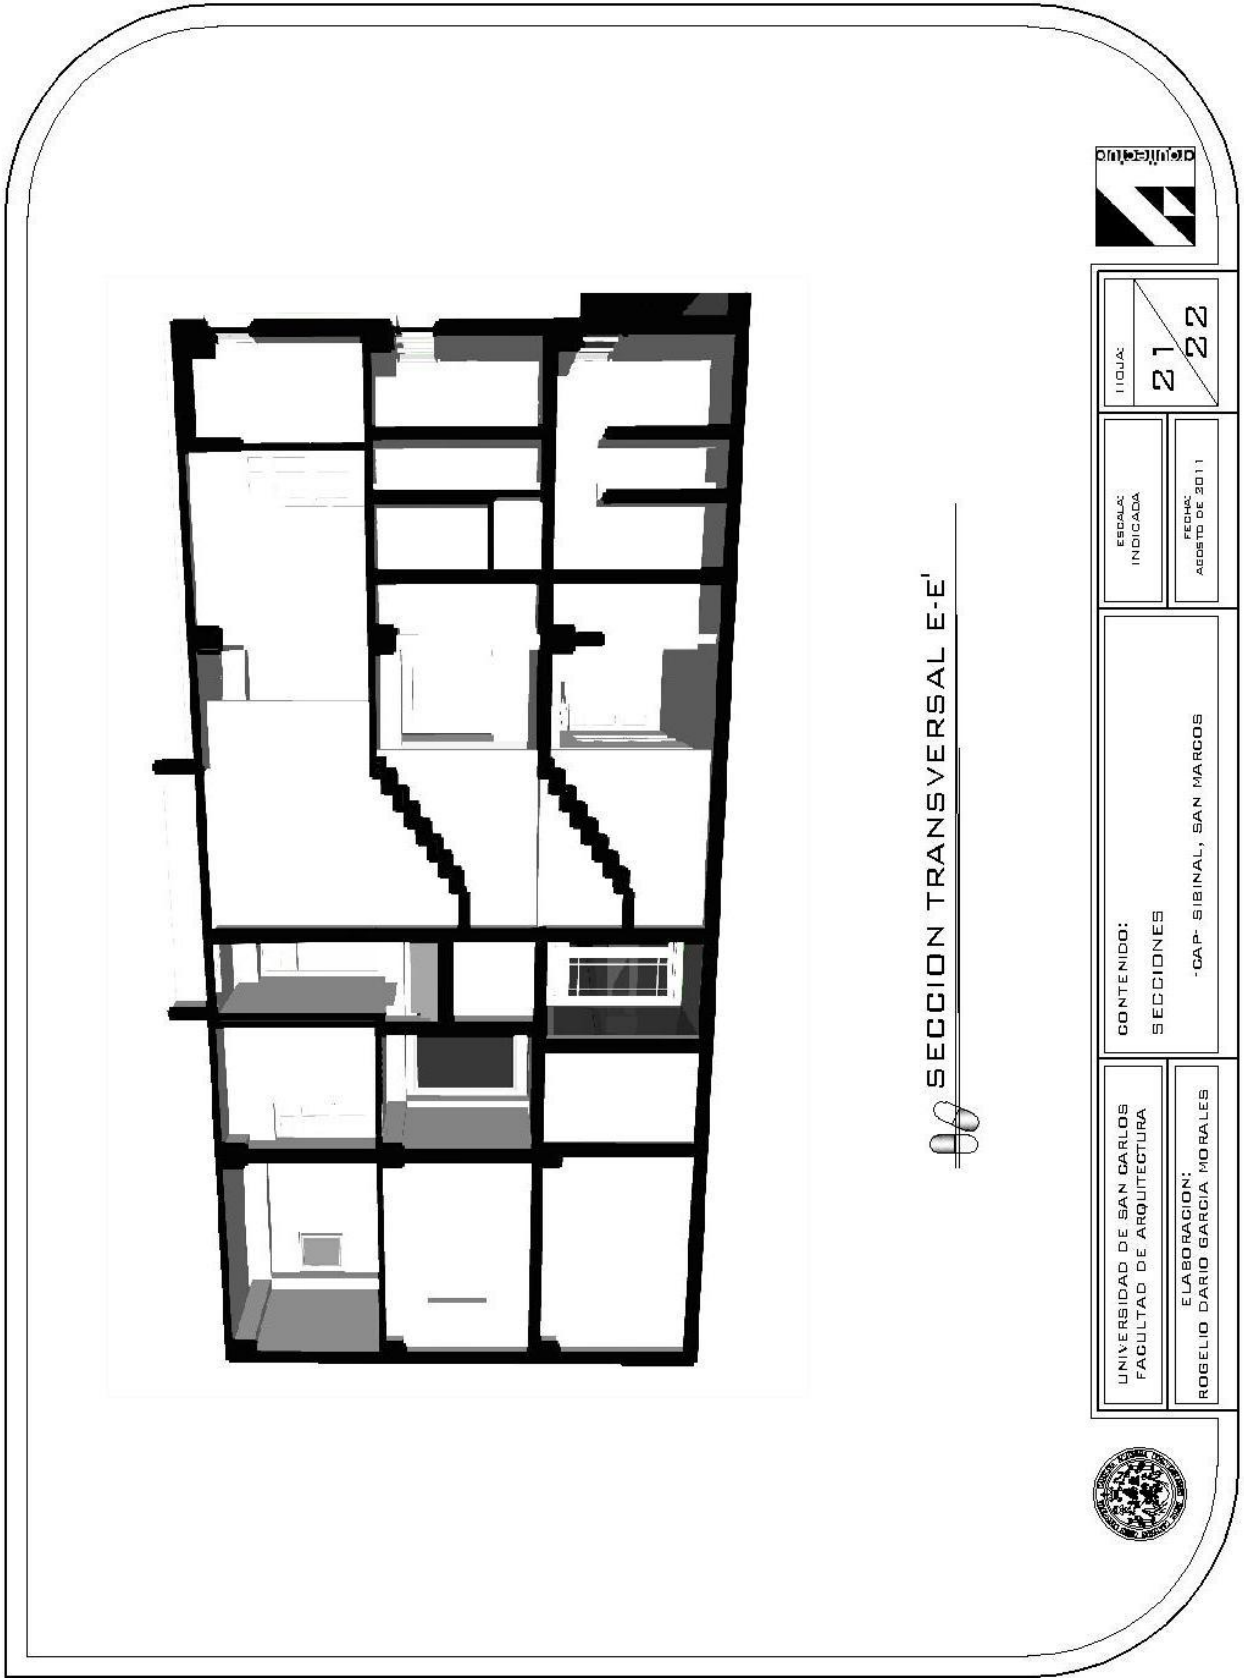 SECCION TRANSVERSAL E-E'
UNIVERSIDAD DE SAN CARLOS
FACULTAD DE ARQUITECTURA
ELABORACION:
ROGELIO DARIO GARCIA MORALES
CONTENIDO:
SECCIONES
-CAP- SIBINAL, SAN MARCOS
ESCALA:
INDICADA
FECHA:
AGOSTO DE 2011
HOJA:
21
22
arquitectura